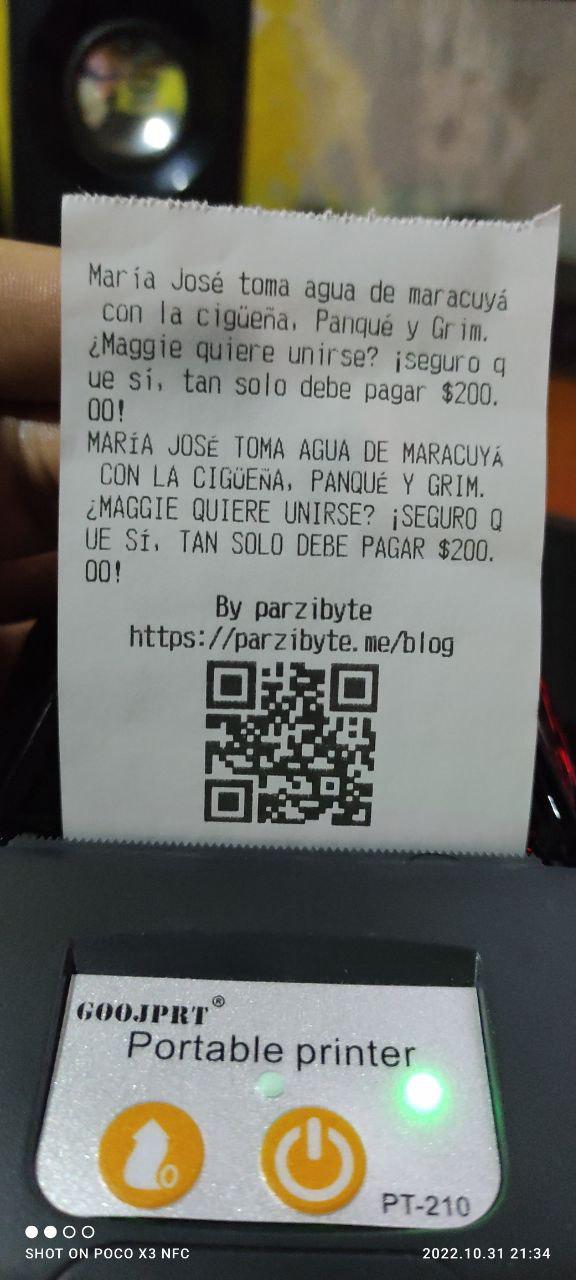 María José toma agua de maracuyá
con la cigüeña, Panqué y Grim.
¿Maggie quiere unirse? ¡seguro q
ue sí, tan solo debe pagar $200.
00!
MARÍA JOSÉ TOMA AGUA DE MARACUYÁ
CON LA CIGÜEÑA, PANQUÉ Y GRIM.
¿MAGGIE QUIERE UNIRSE? ¡SEGURO Q
UE SÍ, TAN SOLO DEBE PAGAR $200.
00!
By parzibyte
https://parzibyte.me/blog
GOOJPRT®
Portable printer
PT-210
SHOT ON POCO X3 NFC
2022.10.31 21:34